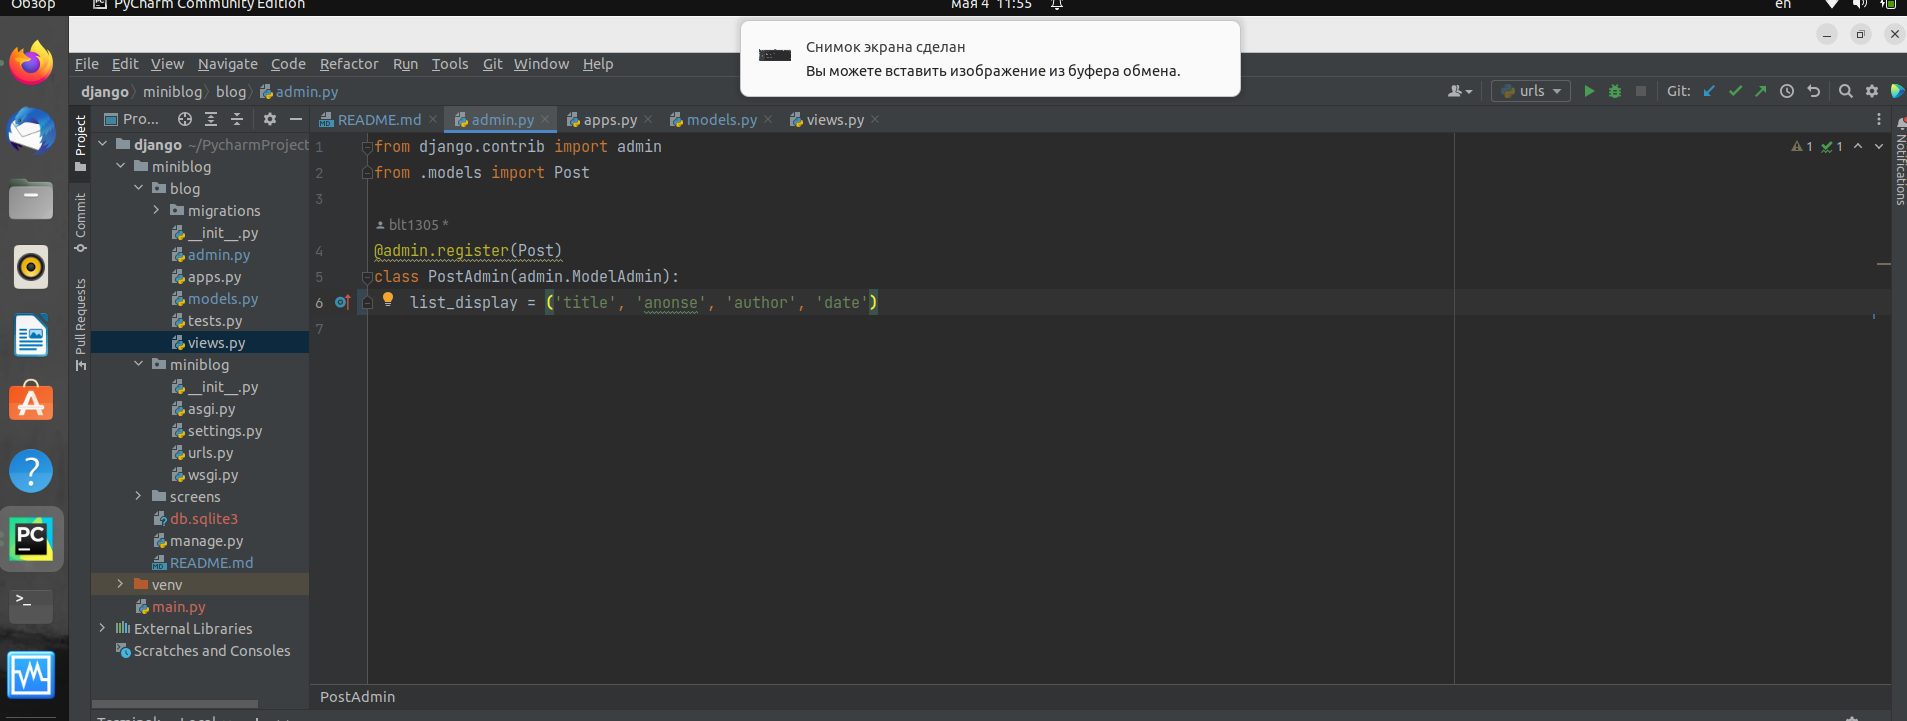 Обзор
PyCharm Community Edition
мая 4 11:55
en
Снимок экрана сделан
Вы можете вставить изображение из буфера обмена.
File Edit View Navigate Code Refactor Run Tools Git Window Help
django miniblog blog admin.py
urls
Git:
Pro...
README.md
admin.py
apps.py
models.py
views.py
Project
Commit
Pull Requests
Notifications
django ~/PycharmProject
miniblog
blog
migrations
__init__.py
admin.py
apps.py
models.py
tests.py
views.py
miniblog
__init__.py
asgi.py
settings.py
urls.py
wsgi.py
screens
db.sqlite3
manage.py
README.md
venv
main.py
External Libraries
Scratches and Consoles
1 from django.contrib import admin
2 from .models import Post
3
blt1305 *
4 @admin.register(Post)
5 class PostAdmin(admin.ModelAdmin):
6 list_display = ('title', 'anonse', 'author', 'date')
7
1 1
PostAdmin
PC
>_
MD